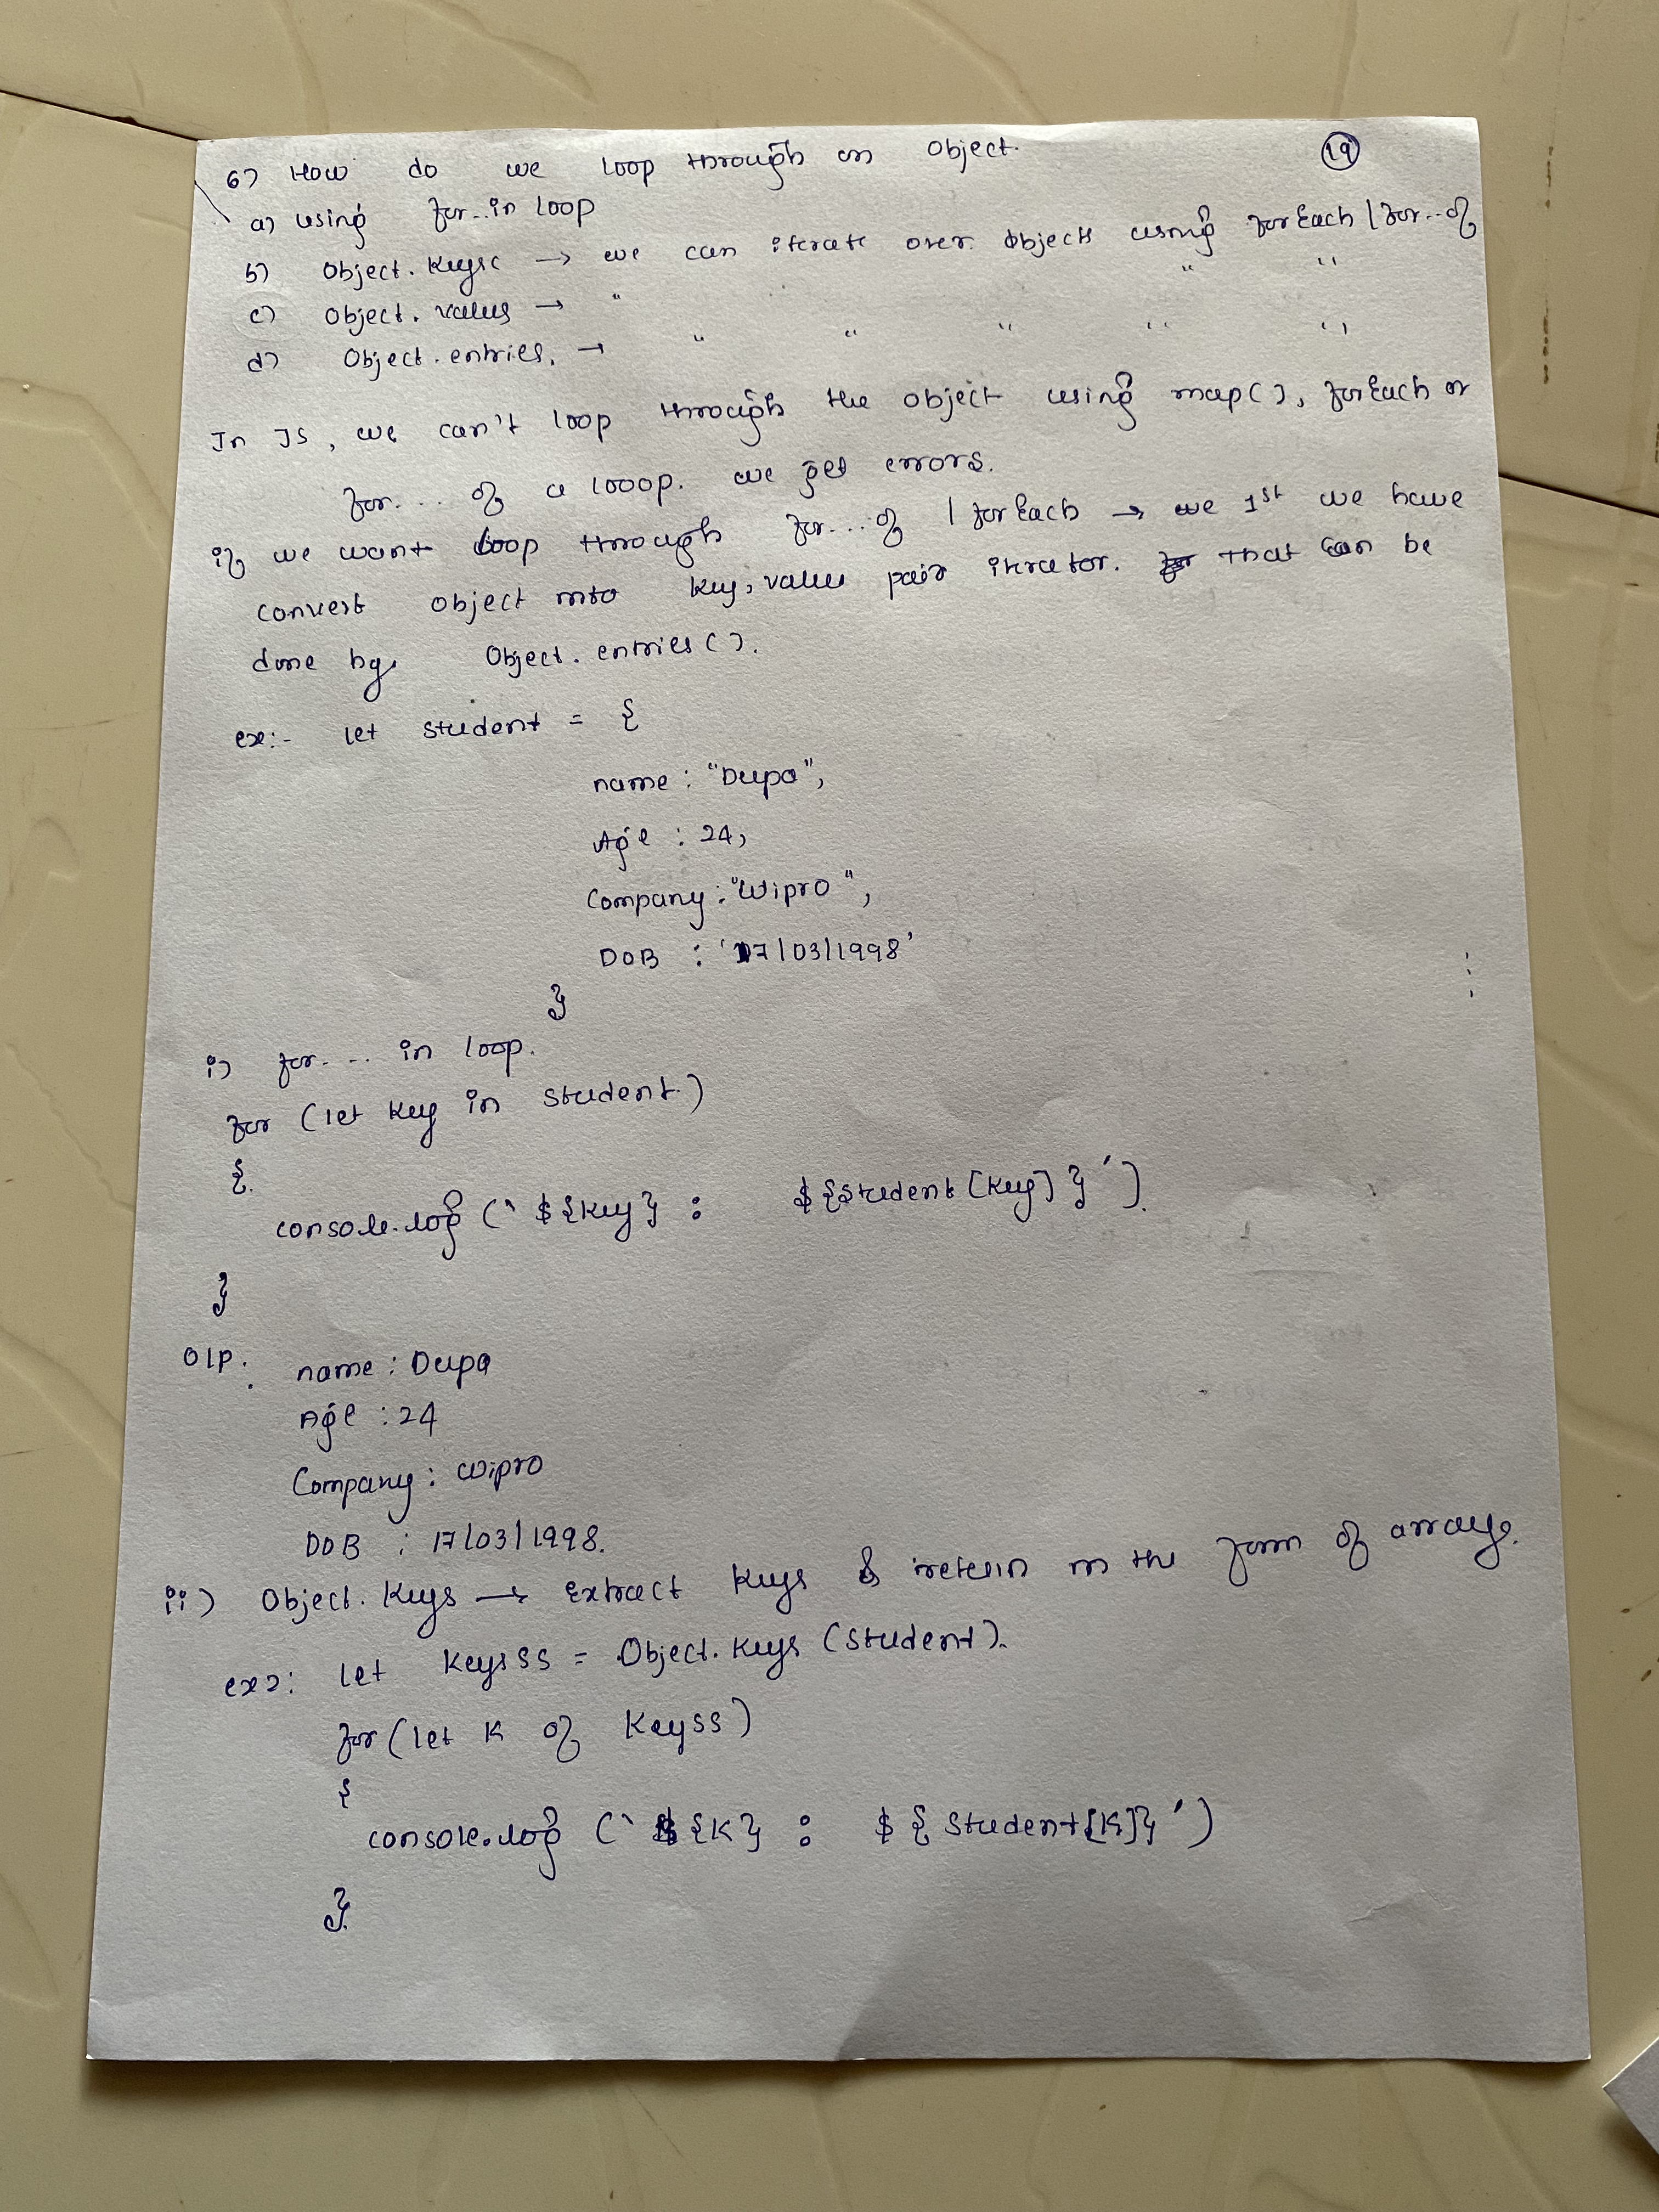 6) How do we loop through an object. 19
a) using for..in loop
b) Object.keys → we can iterate over objects using forEach / for..of
c) Object.values → " " "
d) Object.entries. → " " " " "
In JS, we can't loop through the object using map(), forEach or
for... of a looop. we get errors.
if we want loop through for...of / forEach → we 1st we have
convert object into key, value pair iterator. That can be
done by Object.entries().
ex:- let student = {
name : "Deepa",
Age : 24,
Company : "Wipro",
DOB : '17/03/1998'
}
i) for.... in loop.
for (let key in student)
{
console.log (`${key} : ${student[key]}`).
}
O/P. name : Deepa
Age : 24
Company : Wipro
DOB : 17/03/1998.
ii) Object.keys → extract keys & return in the form of arrays.
ex2: let keysss = Object.keys (student).
for (let k of keyss)
{
console.log (`${k} : ${student[k]}`)
}.